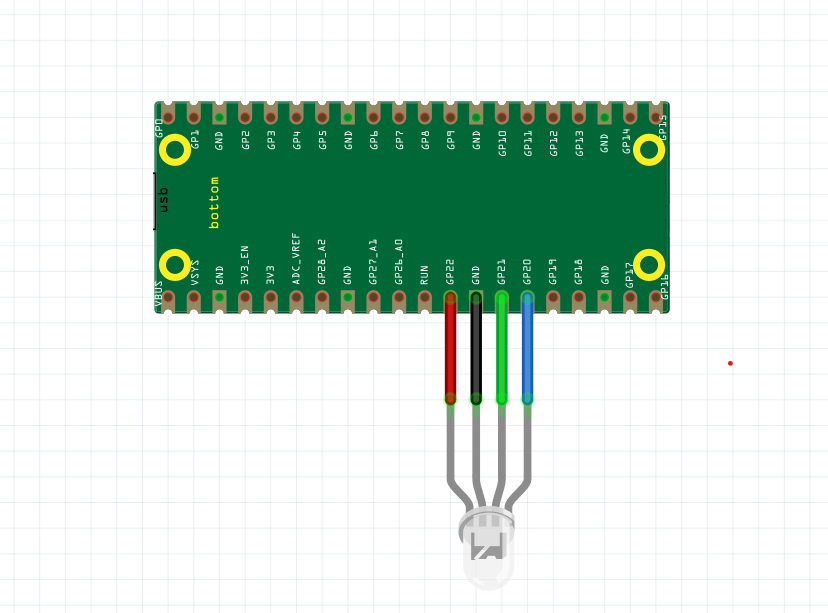 GP0 GP1 GND GP2 GP3 GP4 GP5 GND GP6 GP7 GP8 GP9 GND GP10 GP11 GP12 GP13 GND GP14 GP15
usb
bottom
VBUS VSYS GND 3V3_EN 3V3 ADC_VREF GP28_A2 GND GP27_A1 GP26_A0 RUN GP22 GND GP21 GP20 GP19 GP18 GND GP17 GP16